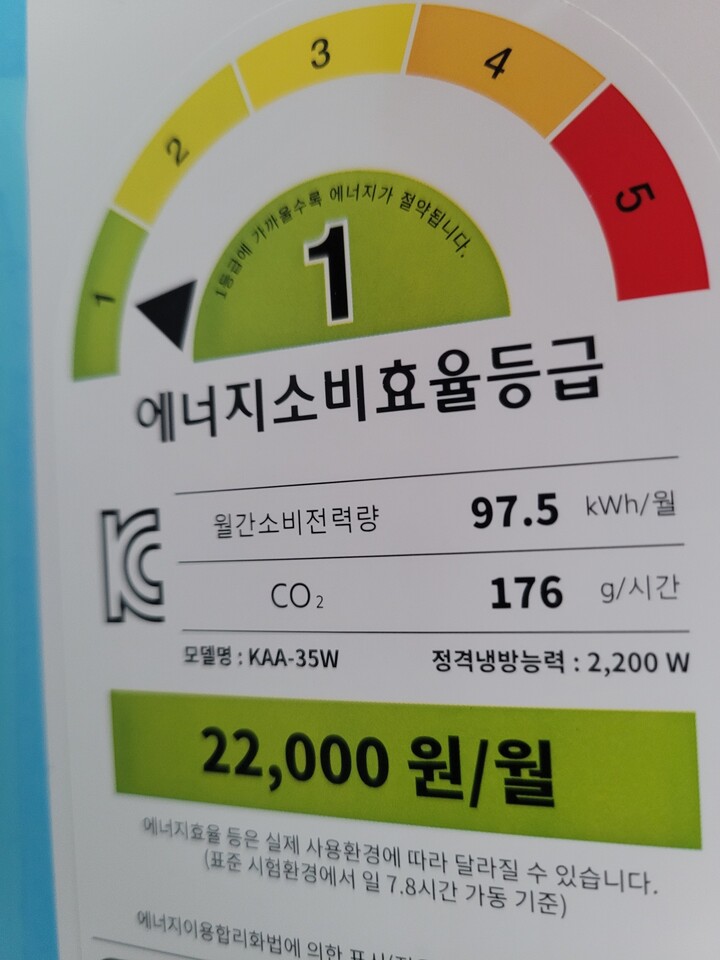 1 2 3 4 5
1등급에 가까울수록 에너지가 절약됩니다.
1
에너지소비효율등급
월간소비전력량 97.5 kWh/월
CO₂ 176 g/시간
모델명 : KAA-35W 정격냉방능력 : 2,200 W
22,000 원/월
에너지효율 등은 실제 사용환경에 따라 달라질 수 있습니다.
(표준 시험환경에서 일 7.8시간 가동 기준)
에너지이용합리화법에 의한